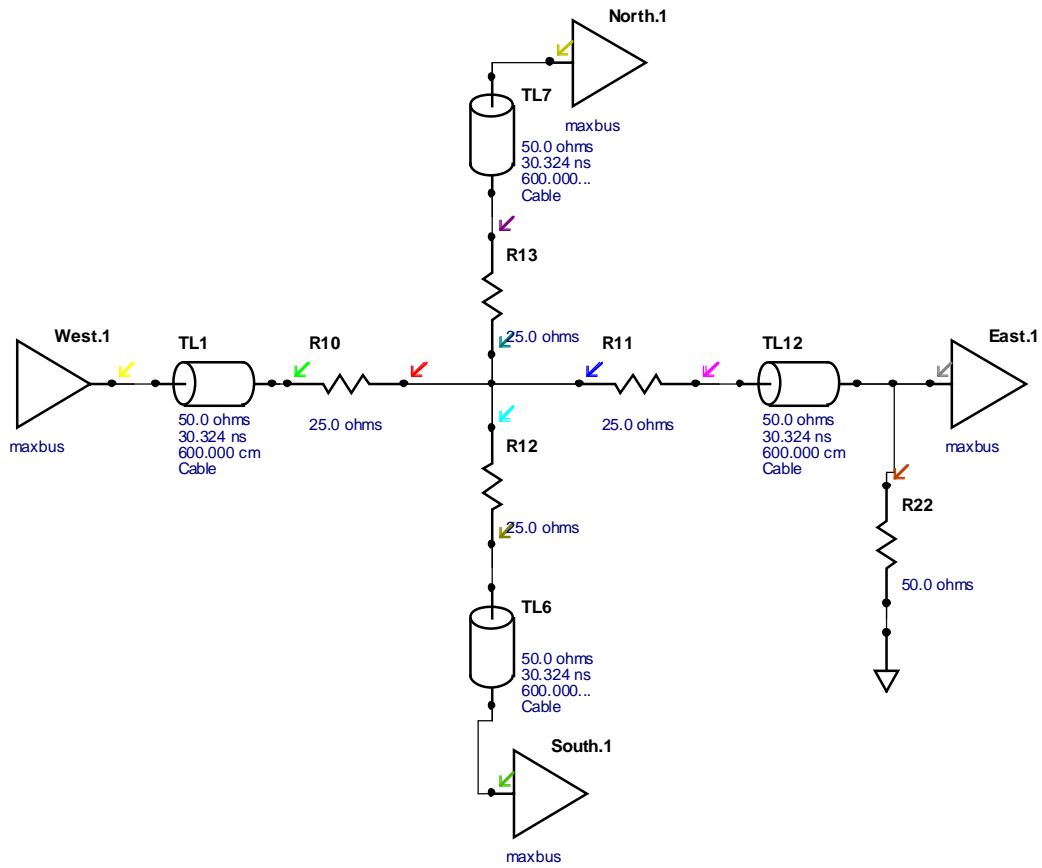 North.1
maxbus
TL7
50.0 ohms
30.324 ns
600.000...
Cable
R13
25.0 ohms
West.1
maxbus
TL1
50.0 ohms
30.324 ns
600.000 cm
Cable
R10
25.0 ohms
R11
25.0 ohms
TL12
50.0 ohms
30.324 ns
600.000 cm
Cable
East.1
maxbus
R12
25.0 ohms
R22
50.0 ohms
TL6
50.0 ohms
30.324 ns
600.000...
Cable
South.1
maxbus